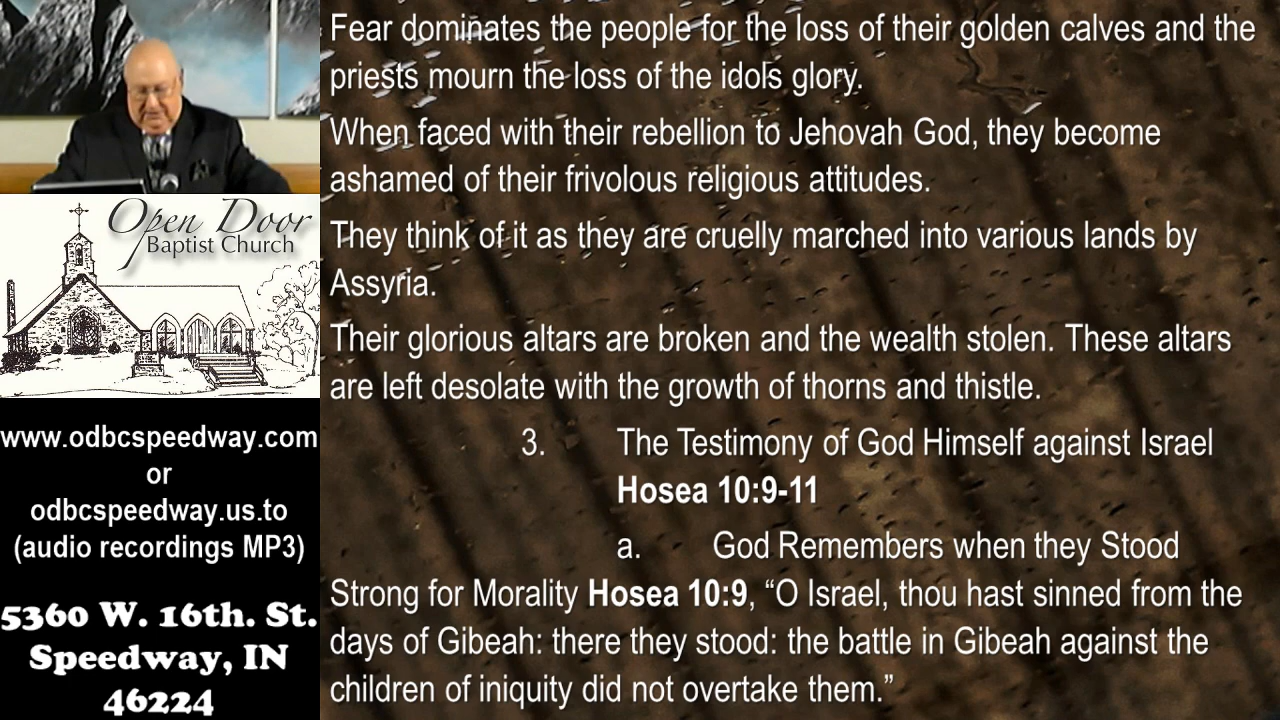 Open Door
Baptist Church
www.odbcspeedway.com
or
odbcspeedway.us.to
(audio recordings MP3)
5360 W. 16th. St.
Speedway, IN
46224
Fear dominates the people for the loss of their golden calves and the
priests mourn the loss of the idols glory.
When faced with their rebellion to Jehovah God, they become
ashamed of their frivolous religious attitudes.
They think of it as they are cruelly marched into various lands by
Assyria.
Their glorious altars are broken and the wealth stolen. These altars
are left desolate with the growth of thorns and thistle.
3. The Testimony of God Himself against Israel
Hosea 10:9-11
a. God Remembers when they Stood
Strong for Morality Hosea 10:9, “O Israel, thou hast sinned from the
days of Gibeah: there they stood: the battle in Gibeah against the
children of iniquity did not overtake them.”